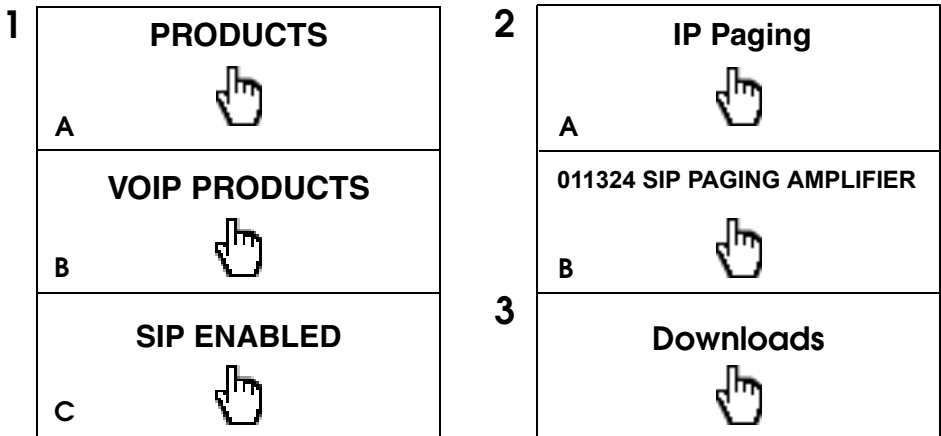 1
PRODUCTS
A
VOIP PRODUCTS
B
SIP ENABLED
C
2
IP Paging
A
011324 SIP PAGING AMPLIFIER
B
3
Downloads